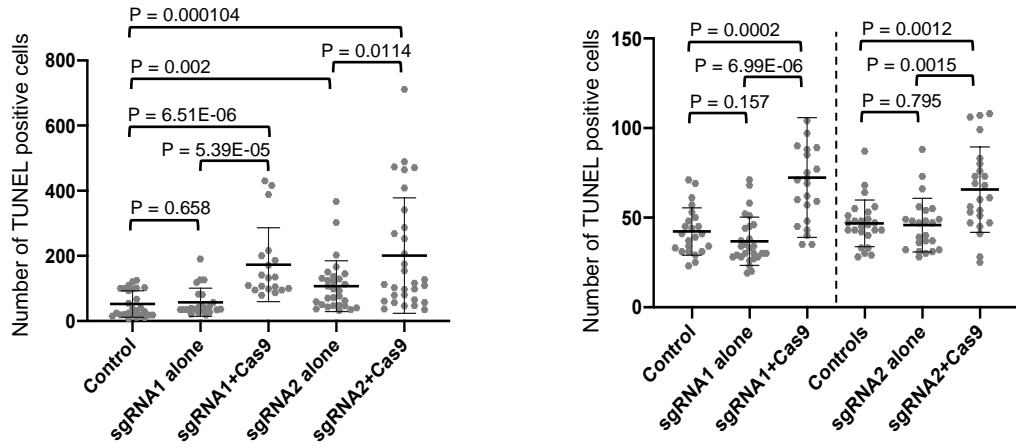 P = 0.000104
P = 0.0114
P = 0.002
P = 6.51E-06
P = 5.39E-05
P = 0.658
Number of TUNEL positive cells
800
600
400
200
0
Control
sgRNA1 alone
sgRNA1+Cas9
sgRNA2 alone
sgRNA2+Cas9
P = 0.0002
P = 0.0012
P = 6.99E-06
P = 0.0015
P = 0.157
P = 0.795
Number of TUNEL positive cells
150
100
50
0
Control
sgRNA1 alone
sgRNA1+Cas9
Controls
sgRNA2 alone
sgRNA2+Cas9